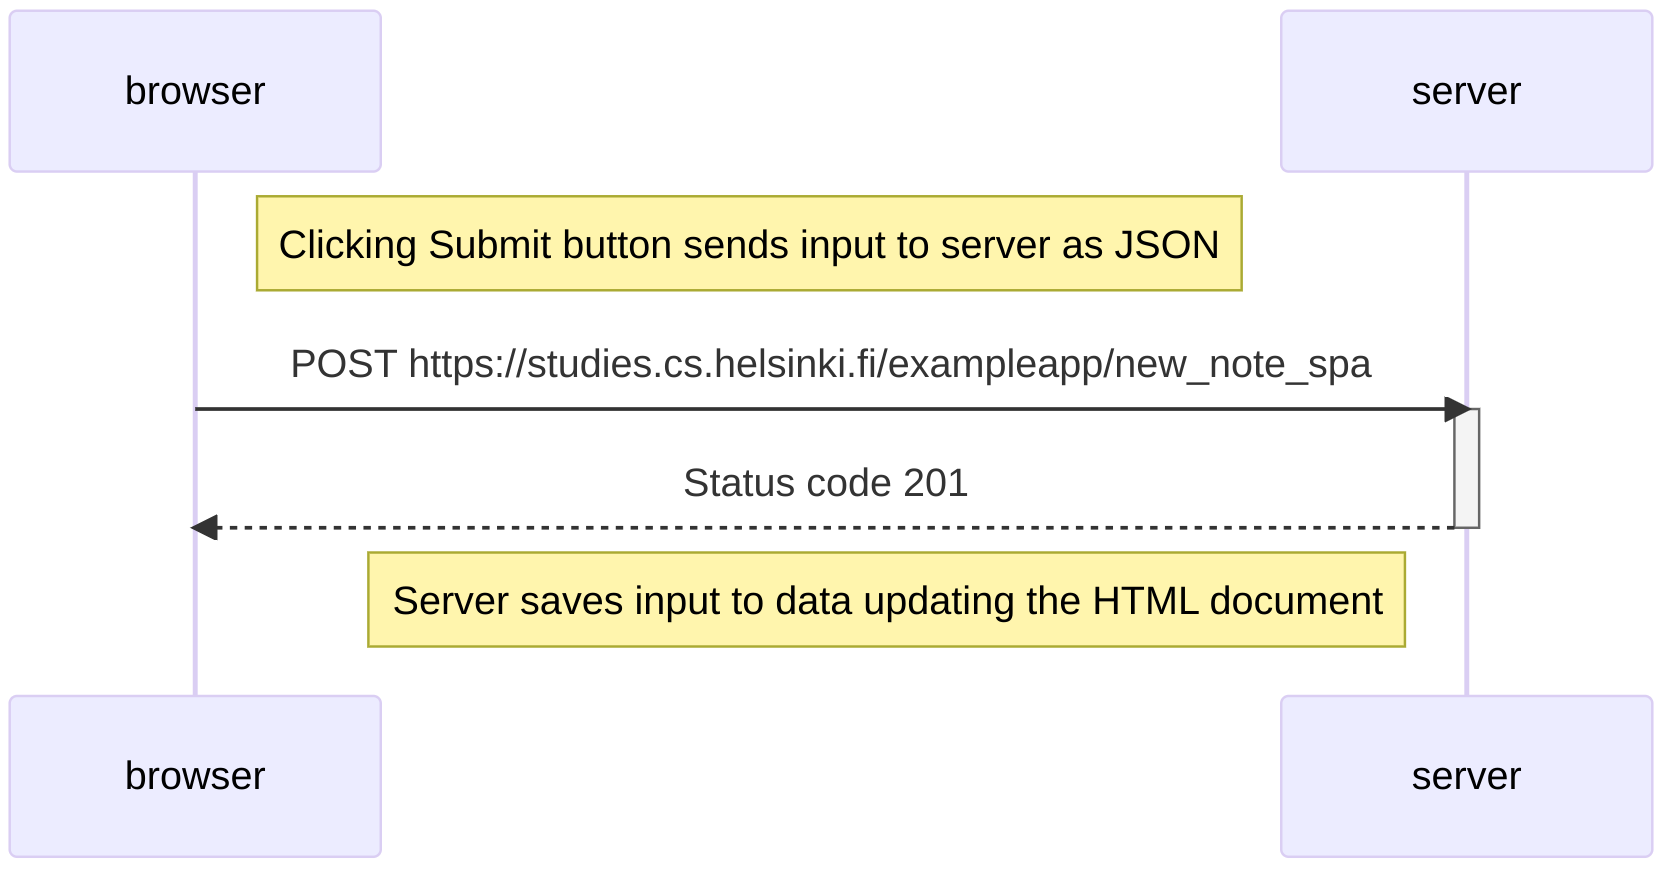 browser
server
Clicking Submit button sends input to server as JSON
POST https://studies.cs.helsinki.fi/exampleapp/new_note_spa
Status code 201
Server saves input to data updating the HTML document
browser
server